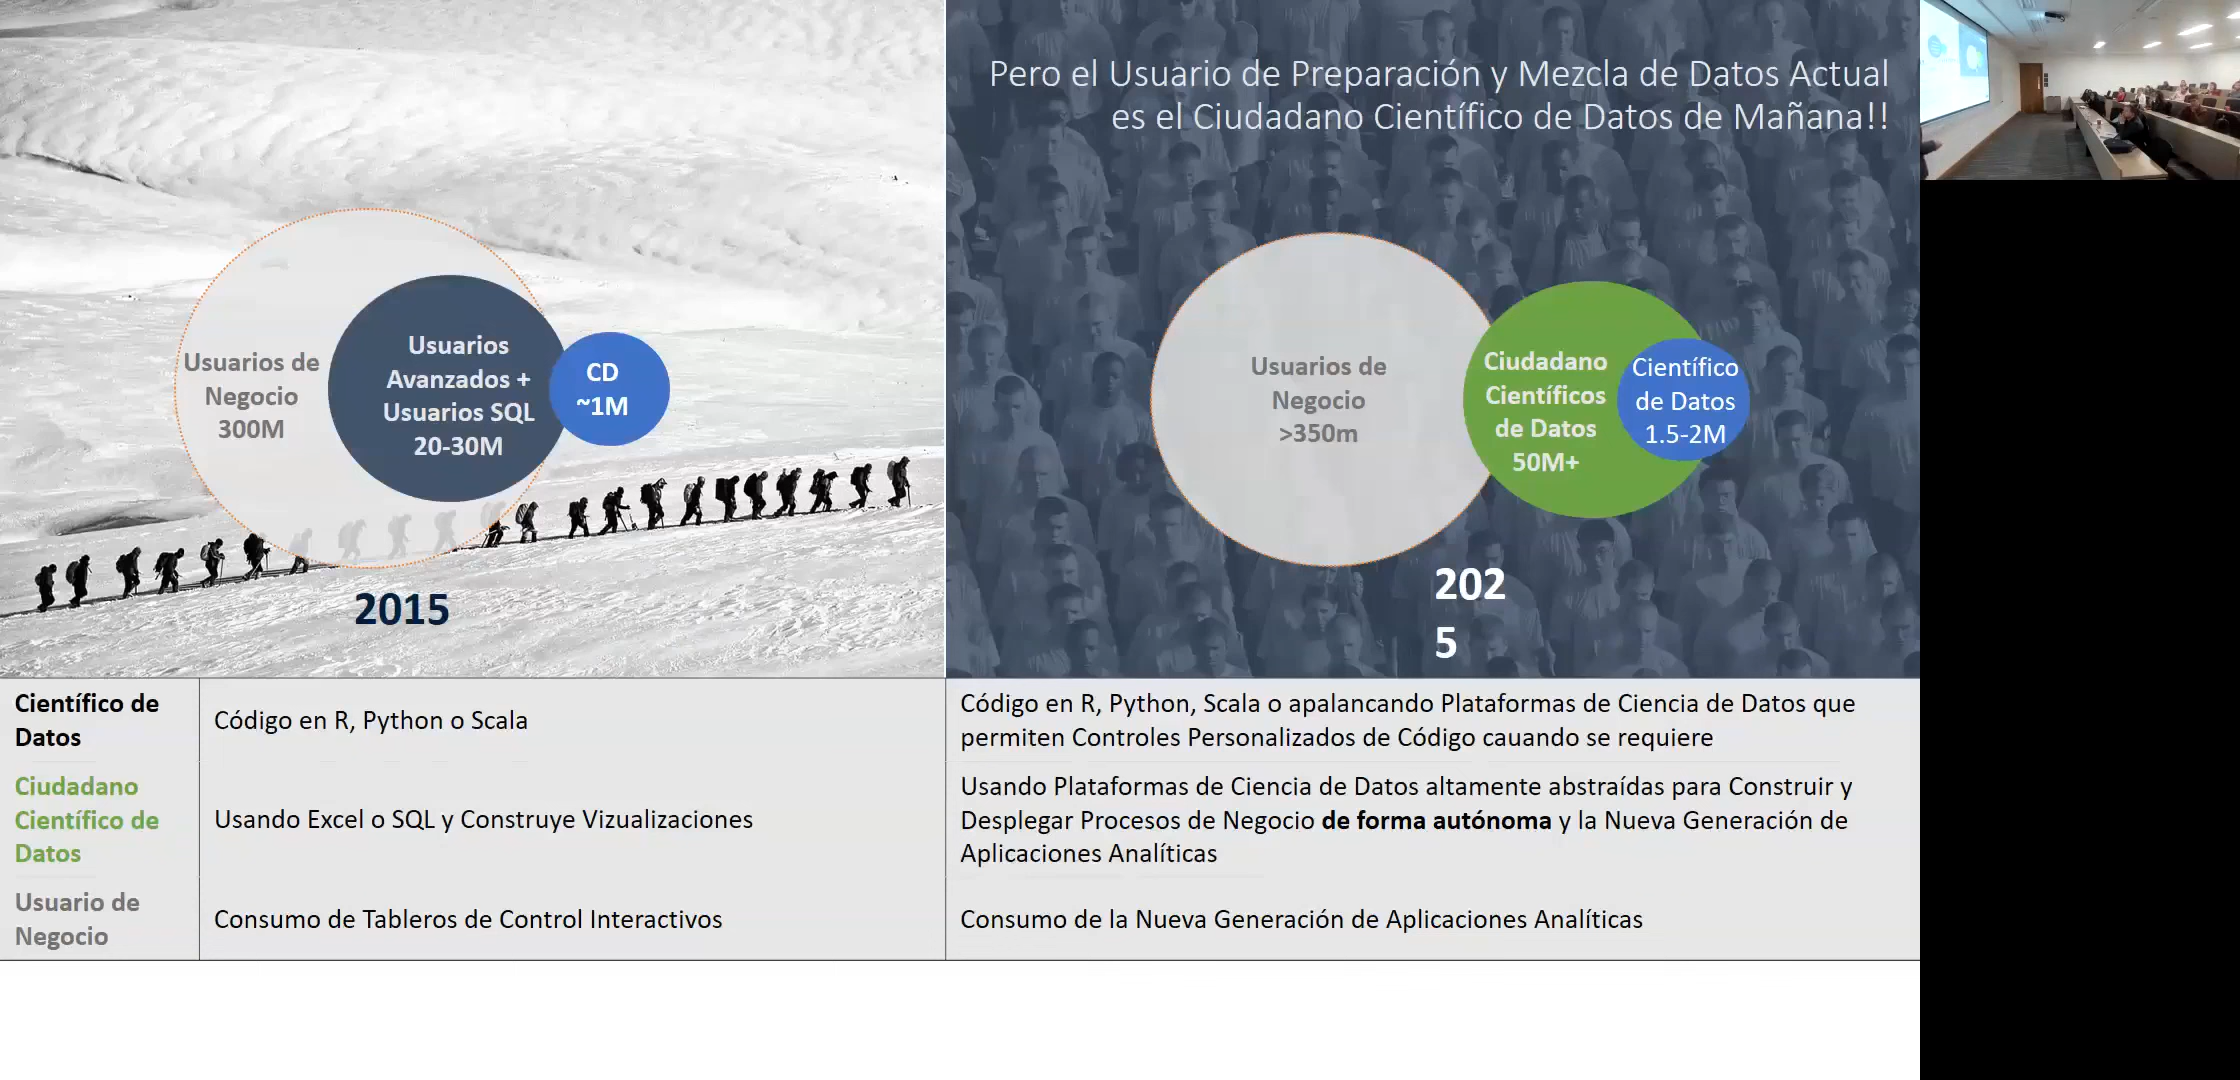 Pero el Usuario de Preparación y Mezcla de Datos Actual
es el Ciudadano Científico de Datos de Mañana!!
Usuarios de
Negocio
300M
Usuarios
Avanzados +
Usuarios SQL
20-30M
CD
~1M
2015
Usuarios de
Negocio
>350m
Ciudadano
Científicos
de Datos
50M+
Científico
de Datos
1.5-2M
202
5
Científico de
Datos
Código en R, Python o Scala
Código en R, Python, Scala o apalancando Plataformas de Ciencia de Datos que
permiten Controles Personalizados de Código cauando se requiere
Ciudadano
Científico de
Datos
Usando Excel o SQL y Construye Vizualizaciones
Usando Plataformas de Ciencia de Datos altamente abstraídas para Construir y
Desplegar Procesos de Negocio de forma autónoma y la Nueva Generación de
Aplicaciones Analíticas
Usuario de
Negocio
Consumo de Tableros de Control Interactivos
Consumo de la Nueva Generación de Aplicaciones Analíticas